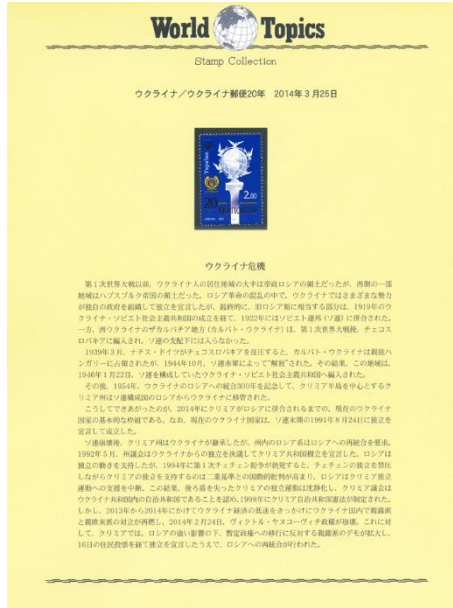 World Topics
Stamp Collection
ウクライナ／ウクライナ郵便20年　2014年3月25日
Україна
20
2.00
ウクライナ危機
第1次世界大戦以前、ウクライナ人の居住地域の大半は帝政ロシアの領土だったが、西側の一部
地域はハプスブルク帝国の領土だった。ロシア革命の混乱の中で、ウクライナではさまざまな勢力
が独自の政府を組織して独立を宣言したが、最終的に、旧ロシア領に相当する部分は、1919年のウ
クライナ・ソビエト社会主義共和国の成立を経て、1922年にはソビエト連邦（ソ連）に併合された。
一方、西ウクライナのザカルパチア地方（カルパト・ウクライナ）は、第1次世界大戦後、チェコス
ロバキアに編入され、ソ連の支配下には入らなかった。
1939年3月、ナチス・ドイツがチェコスロバキアを征圧すると、カルパト・ウクライナは親独ハ
ンガリーに占領されたが、1944年10月、ソ連赤軍によって“解放”された。その結果、この地域は、
1946年1月22日、ソ連を構成していたウクライナ・ソビエト社会主義共和国へ編入された。
その後、1954年、ウクライナのロシアへの統合300年を記念して、クリミア半島を中心とするク
リミア州はソ連構成国のロシアからウクライナに移管された。
こうしてできあがったのが、2014年にクリミアがロシアに併合されるまでの、現在のウクライナ
国家の基本的な枠組である。なお、現在のウクライナ国家は、ソ連末期の1991年8月24日に独立を
宣言して成立した。
ソ連崩壊後、クリミア州はウクライナが継承したが、州内のロシア系はロシアへの再統合を要求。
1992年5月、州議会はウクライナからの独立を決議してクリミア共和国樹立を宣言した。ロシアは
独立の動きを支持したが、1994年に第1次チェチェン紛争が勃発すると、チェチェンの独立を禁圧
しながらクリミアの独立を支持するのは二重基準との国際的批判が高まり、ロシアはクリミア独立
運動への支援を中断。この結果、後ろ盾を失ったクリミアの独立運動は沈静化し、クリミア議会は
ウクライナ共和国内の自治共和国であることを認め、1998年にクリミア自治共和国憲法が制定された。
しかし、2013年から2014年にかけてウクライナ経済の低迷をきっかけにウクライナ国内で親露派
と親欧米派の対立が再燃し、2014年2月24日、ヴィクトル・ヤヌコーヴィチ政権が崩壊。これに対
して、クリミアでは、ロシアの強い影響の下、暫定政権への移行に反対する親露派のデモが拡大し、
16日の住民投票を経て独立を宣言したうえで、ロシアへの再統合が行われた。